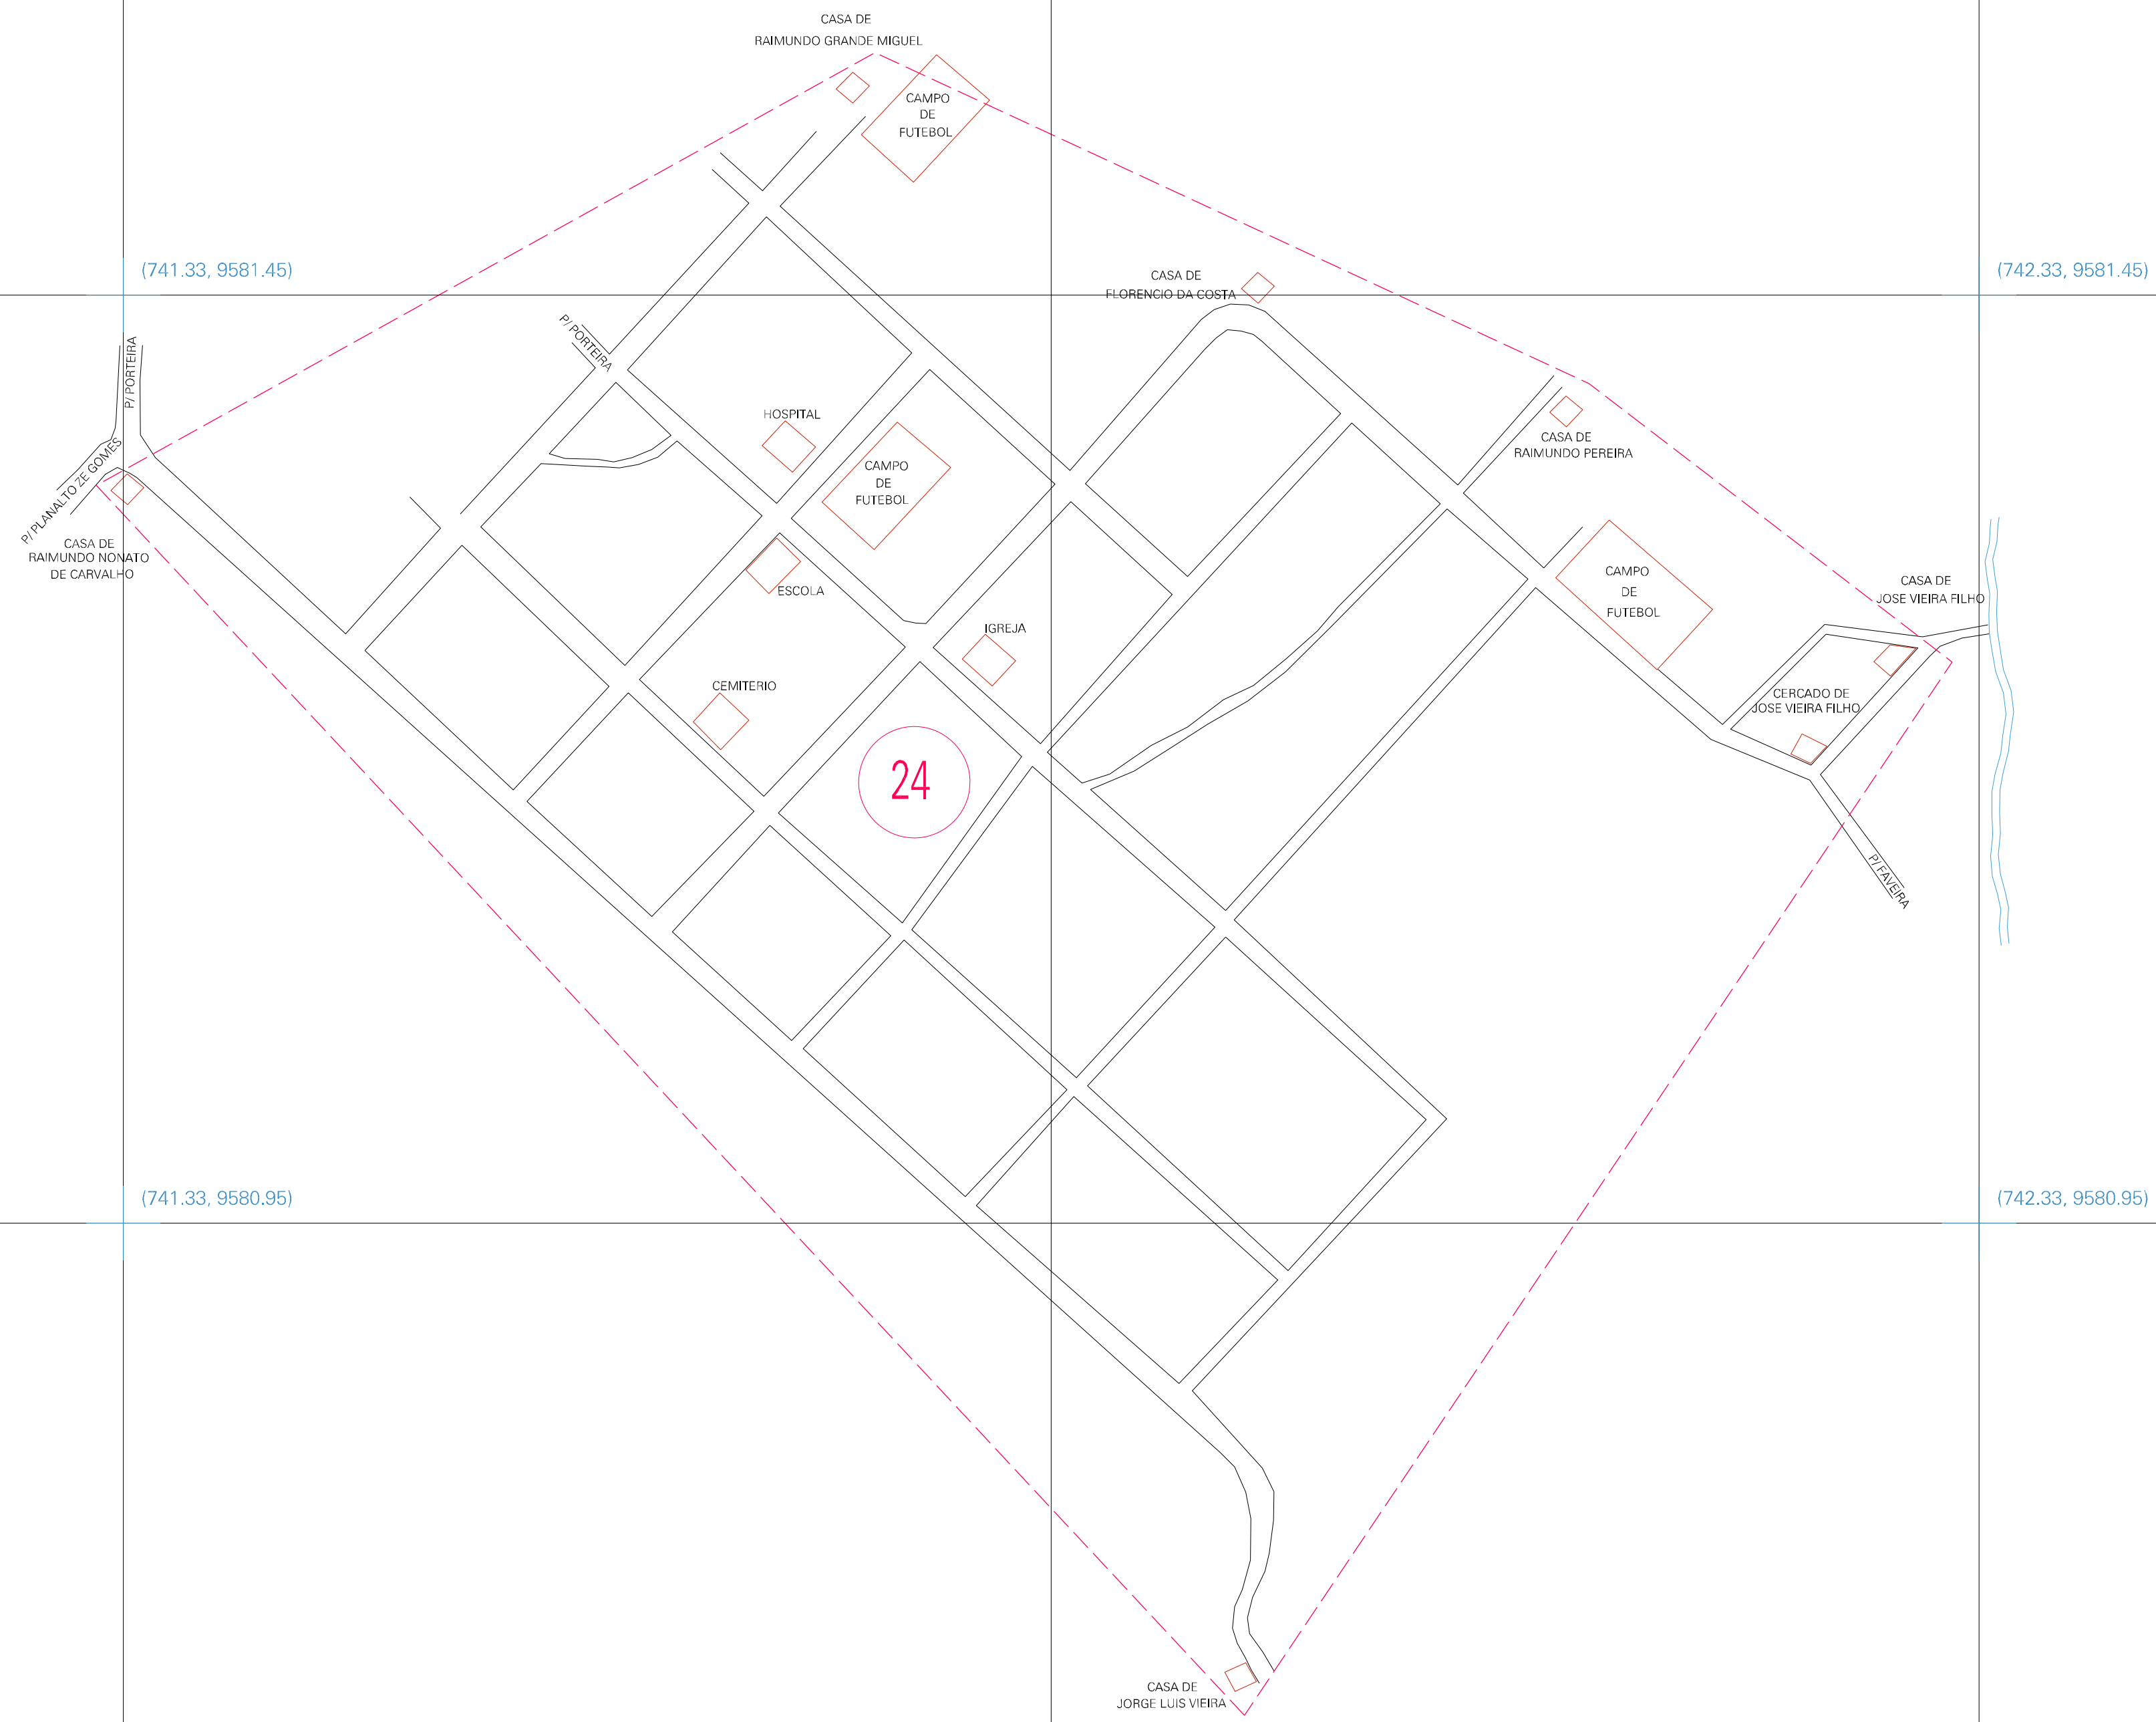 CASA DE
RAIMUNDO GRANDE MIGUEL
CAMPO
DE
FUTEBOL
(741.33, 9581.45)
(742.33, 9581.45)
CASA DE
FLORENCIO DA COSTA
P/ PORTEIRA
P/ PORTEIRA
HOSPITAL
CASA DE
RAIMUNDO PEREIRA
P/ PLANALTO ZE GOMES
CAMPO
DE
FUTEBOL
CASA DE
RAIMUNDO NONATO
DE CARVALHO
ESCOLA
CAMPO
DE
FUTEBOL
CASA DE
JOSE VIEIRA FILHO
IGREJA
CEMITERIO
CERCADO DE
JOSE VIEIRA FILHO
24
P/ FAVEIRA
(741.33, 9580.95)
(742.33, 9580.95)
CASA DE
JORGE LUIS VIEIRA